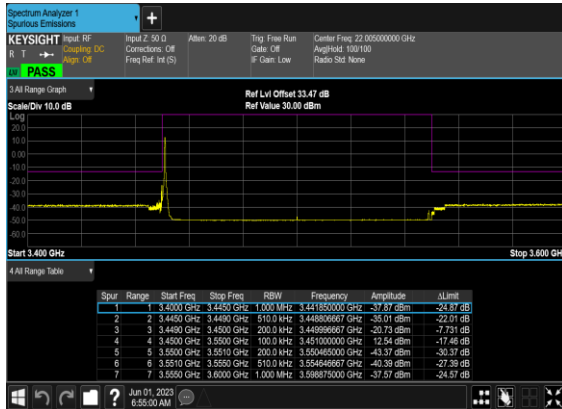 Spectrum Analyzer 1
Spurious Emissions
+
KEYSIGHT Input: RF Input Z: 50 Ω Atten: 20 dB Trig: Free Run Center Freq: 22.005000000 GHz
R T Coupling: DC Corrections: Off Gate: Off Avg|Hold: 100/100
Align: Off Freq Ref: Int (S) IF Gain: Low Radio Std: None
PASS
3 All Range Graph
Ref Lvl Offset 33.47 dB
Scale/Div 10.0 dB Ref Value 30.00 dBm
Log
20.0
10.0
0.00
-10.0
-20.0
-30.0
-40.0
-50.0
-60.0
Start 3.400 GHz Stop 3.600 GH
4 All Range Table
Spur Range Start Freq Stop Freq RBW Frequency Amplitude ΔLimit
1 1 3.4000 GHz 3.4450 GHz 1.000 MHz 3.441850000 GHz -37.87 dBm -24.87 dB
2 2 3.4450 GHz 3.4490 GHz 510.0 kHz 3.448806667 GHz -35.01 dBm -22.01 dB
3 3 3.4490 GHz 3.4500 GHz 200.0 kHz 3.449996667 GHz -20.73 dBm -7.731 dB
4 4 3.4500 GHz 3.5500 GHz 100.0 kHz 3.451000000 GHz 12.54 dBm -17.46 dB
5 5 3.5500 GHz 3.5510 GHz 200.0 kHz 3.550465000 GHz -43.37 dBm -30.37 dB
6 6 3.5510 GHz 3.5550 GHz 510.0 kHz 3.554646667 GHz -40.39 dBm -27.39 dB
7 7 3.5550 GHz 3.6000 GHz 1.000 MHz 3.598875000 GHz -37.57 dBm -24.57 dB
? Jun 01, 2023
6:55:00 AM